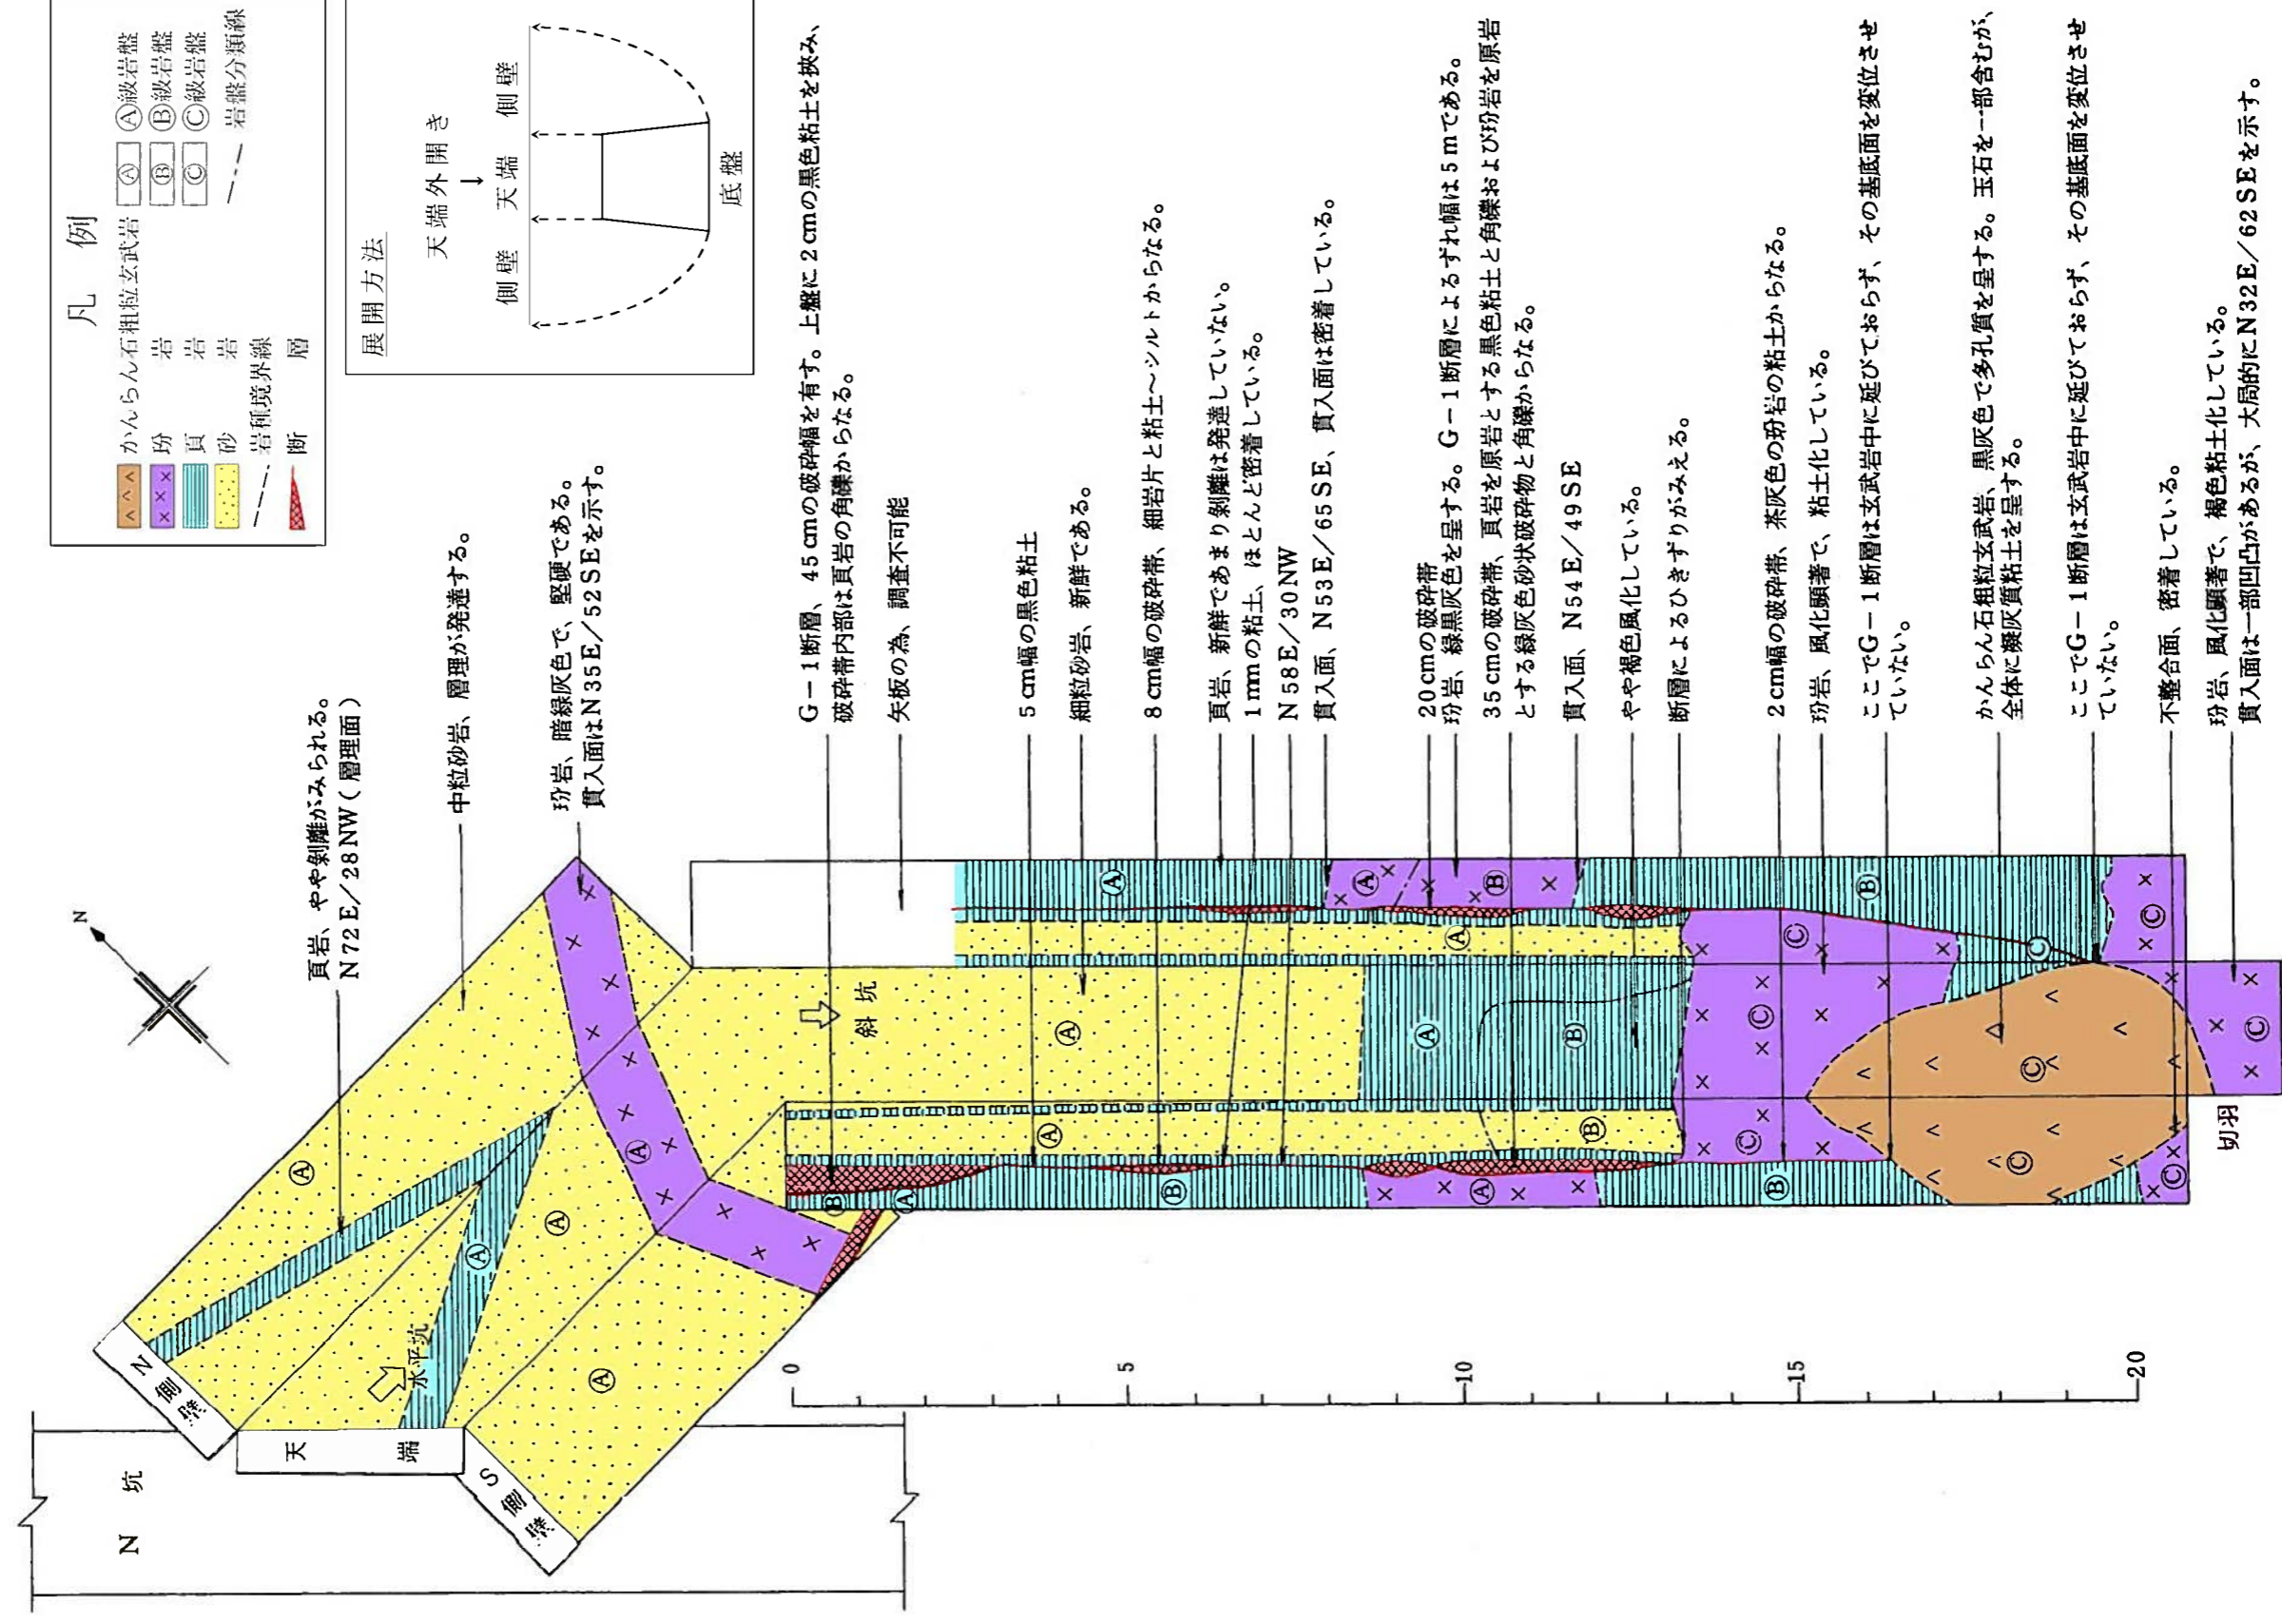 凡例
かんらん石粗粒玄武岩
玢岩
頁岩
砂岩
岩種境界線
断層
Ⓐ Ⓐ級岩盤
Ⓑ Ⓑ級岩盤
Ⓒ Ⓒ級岩盤
岩盤分類線
展開方法
天端外開き
↓
側壁 天端 側壁
底盤
頁岩、やや剝離がみられる。
N72E/28NW(層理面)
中粒砂岩、層理が発達する。
玢岩、暗緑灰色で、堅硬である。
貫入面はN35E/52SEを示す。
G-1断層、45cmの破砕幅を有す。上盤に2cmの黒色粘土を挾み、
破砕帯内部は頁岩の角礫からなる。
矢板の為、調査不可能
5cm幅の黒色粘土
細粒砂岩、新鮮である。
8cm幅の破砕帯、細岩片と粘土~シルトからなる。
頁岩、新鮮であまり剝離は発達していない。
1mmの粘土、ほとんど密着している。
N58E/30NW
貫入面、N53E/65SE、貫入面は密着している。
20cmの破砕帯
玢岩、緑黒灰色を呈する。G-1断層によるずれ幅は5mである。
35cmの破砕帯、頁岩を原岩とする黒色粘土と角礫および玢岩を原岩
とする緑灰色砂状破砕物と角礫からなる。
貫入面、N54E/49SE
やや褐色風化している。
断層によるひきずりがみえる。
2cm幅の破砕帯、茶灰色の玢岩の粘土からなる。
玢岩、風化顕著で、粘土化している。
ここでG-1断層は玄武岩中に延びておらず、その基底面を変位させ
ていない。
かんらん石粗粒玄武岩、黒灰色で多孔質を呈する。玉石を一部含むが、
全体に凝灰質粘土を呈する。
ここでG-1断層は玄武岩中に延びておらず、その基底面を変位させ
ていない。
不整合面、密着している。
玢岩、風化顕著で、褐色粘土化している。
貫入面は一部凹凸があるが、大局的にN32E/62SEを示す。
N
N側壁
天端
S側壁
N坑
水平坑
斜坑
切羽
Ⓐ
Ⓐ
Ⓐ
Ⓐ
Ⓐ
Ⓑ
Ⓐ
Ⓐ
Ⓐ
Ⓑ
Ⓐ
Ⓐ
Ⓑ
Ⓐ
Ⓐ
Ⓑ
Ⓑ
Ⓐ
Ⓑ
Ⓒ
Ⓒ
Ⓒ
Ⓑ
Ⓑ
Ⓒ
Ⓒ
Ⓒ
Ⓒ
Ⓒ
Ⓒ
0
5
-10
-15
-20